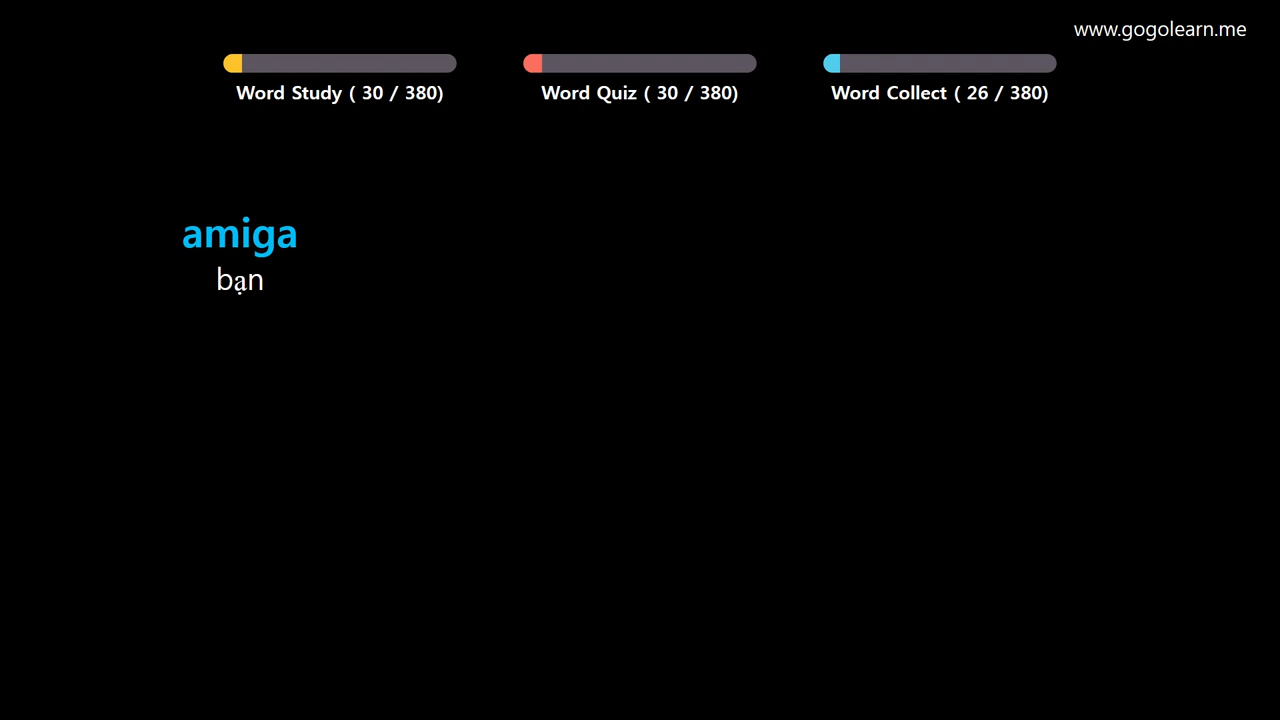 www.gogolearn.me
Word Study ( 30 / 380)
Word Quiz ( 30 / 380)
Word Collect ( 26 / 380)
amiga
bạn